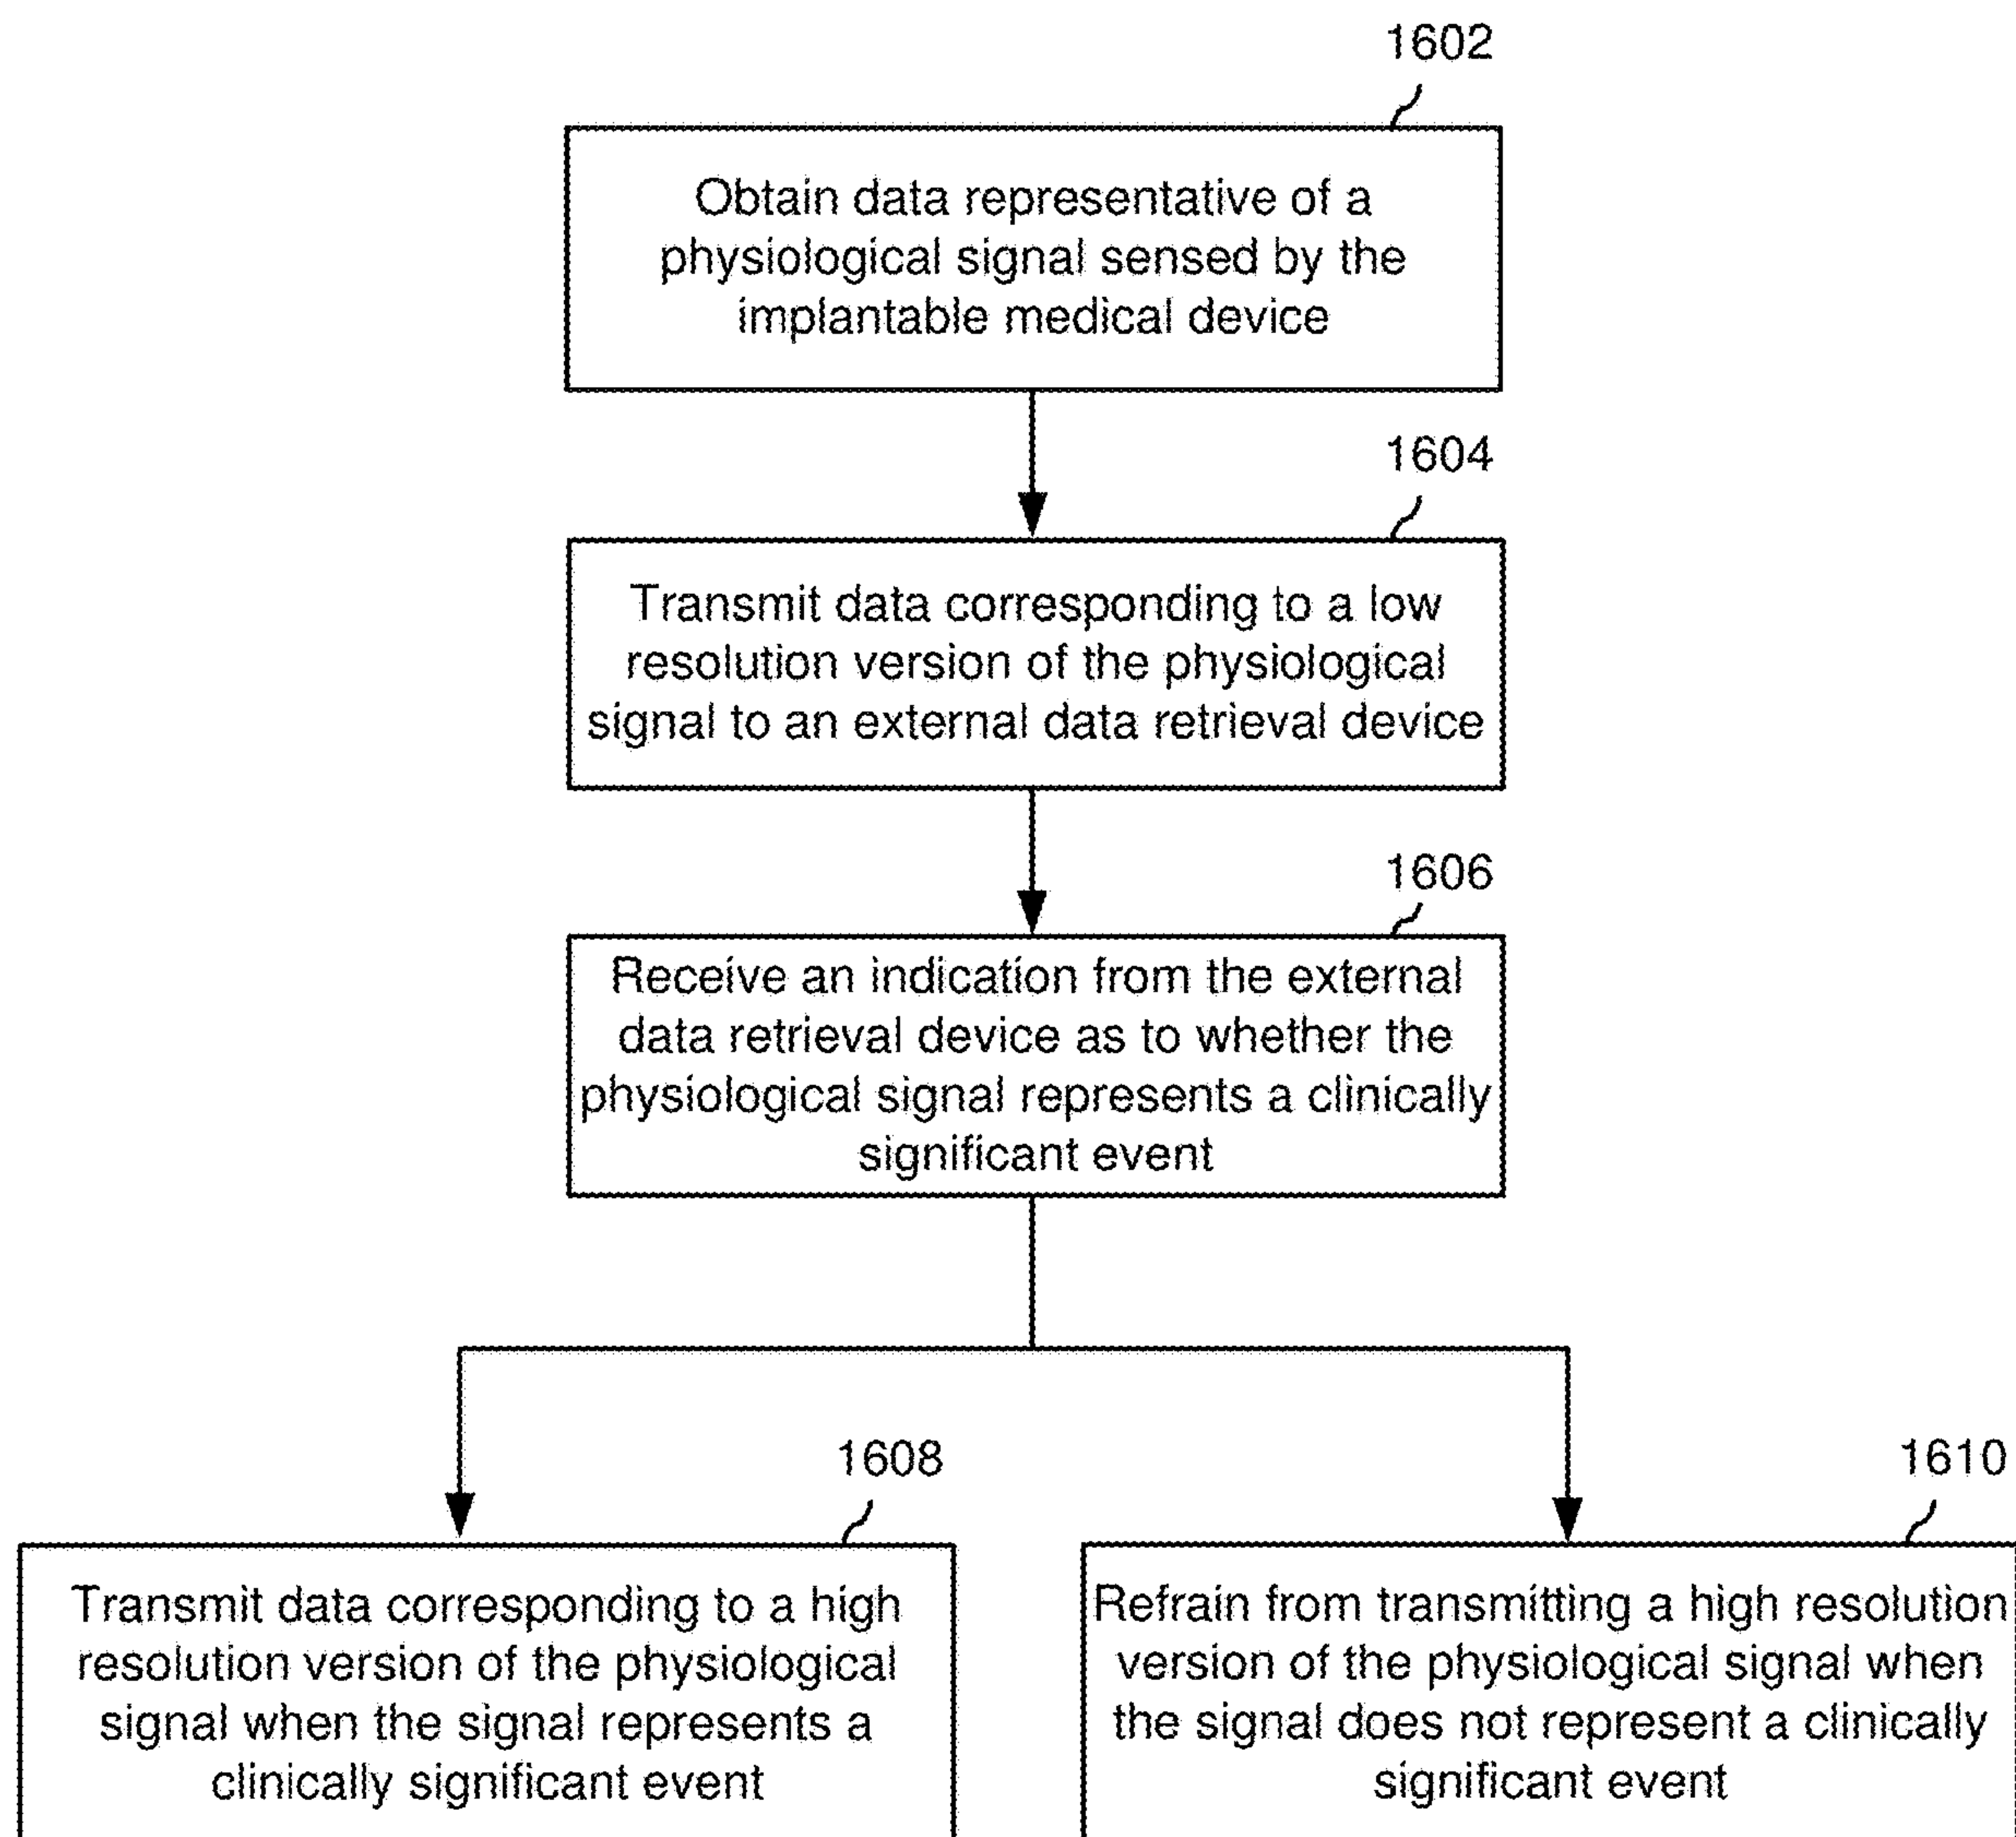 1602
Obtain data representative of a
physiological signal sensed by the
implantable medical device
1604
Transmit data corresponding to a low
resolution version of the physiological
signal to an external data retrieval device
1606
Receive an indication from the external
data retrieval device as to whether the
physiological signal represents a clinically
significant event
1608
Transmit data corresponding to a high
resolution version of the physiological
signal when the signal represents a
clinically significant event
1610
Refrain from transmitting a high resolution
version of the physiological signal when
the signal does not represent a clinically
significant event